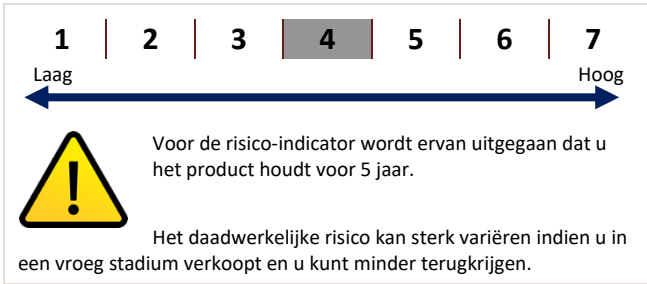 1 2 3 4 5 6 7
Laag Hoog
Voor de risico-indicator wordt ervan uitgegaan dat u
het product houdt voor 5 jaar.
Het daadwerkelijke risico kan sterk variëren indien u in
een vroeg stadium verkoopt en u kunt minder terugkrijgen.